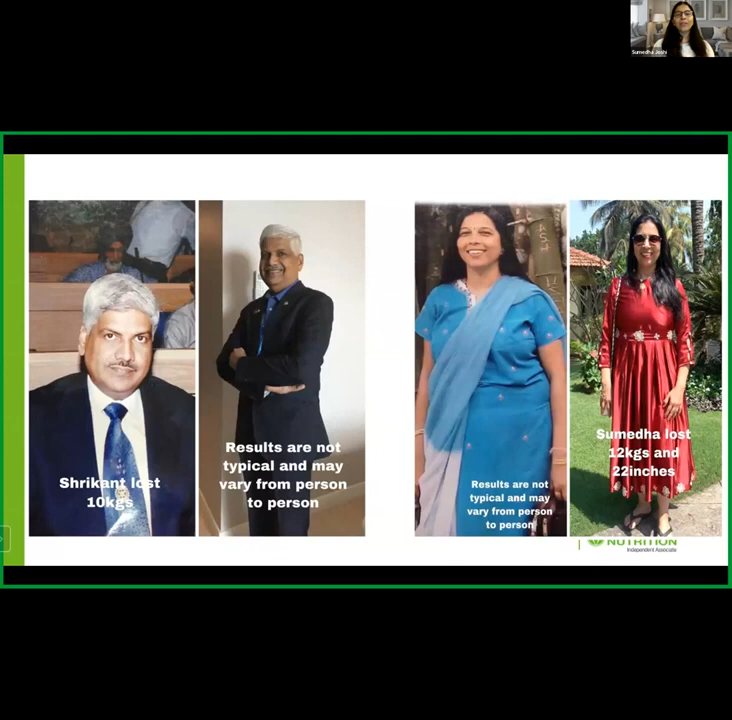 Sumedha Joshi
Shrikant lost
10kgs
Results are not
typical and may
vary from person
to person
Results are not
typical and may
vary from person
to person
Sumedha lost
12kgs and
22inches
NUTRITION
Independent Associate